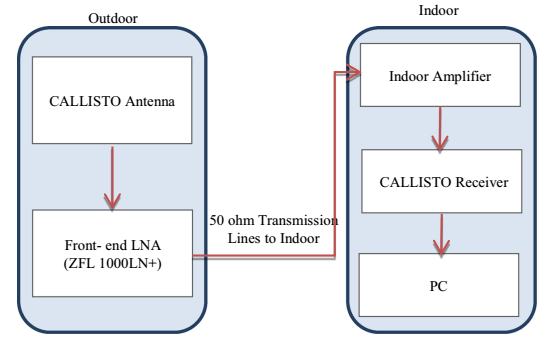 Outdoor
CALLISTO Antenna
Front- end LNA
(ZFL 1000LN+)
50 ohm Transmission
Lines to Indoor
Indoor
Indoor Amplifier
CALLISTO Receiver
PC